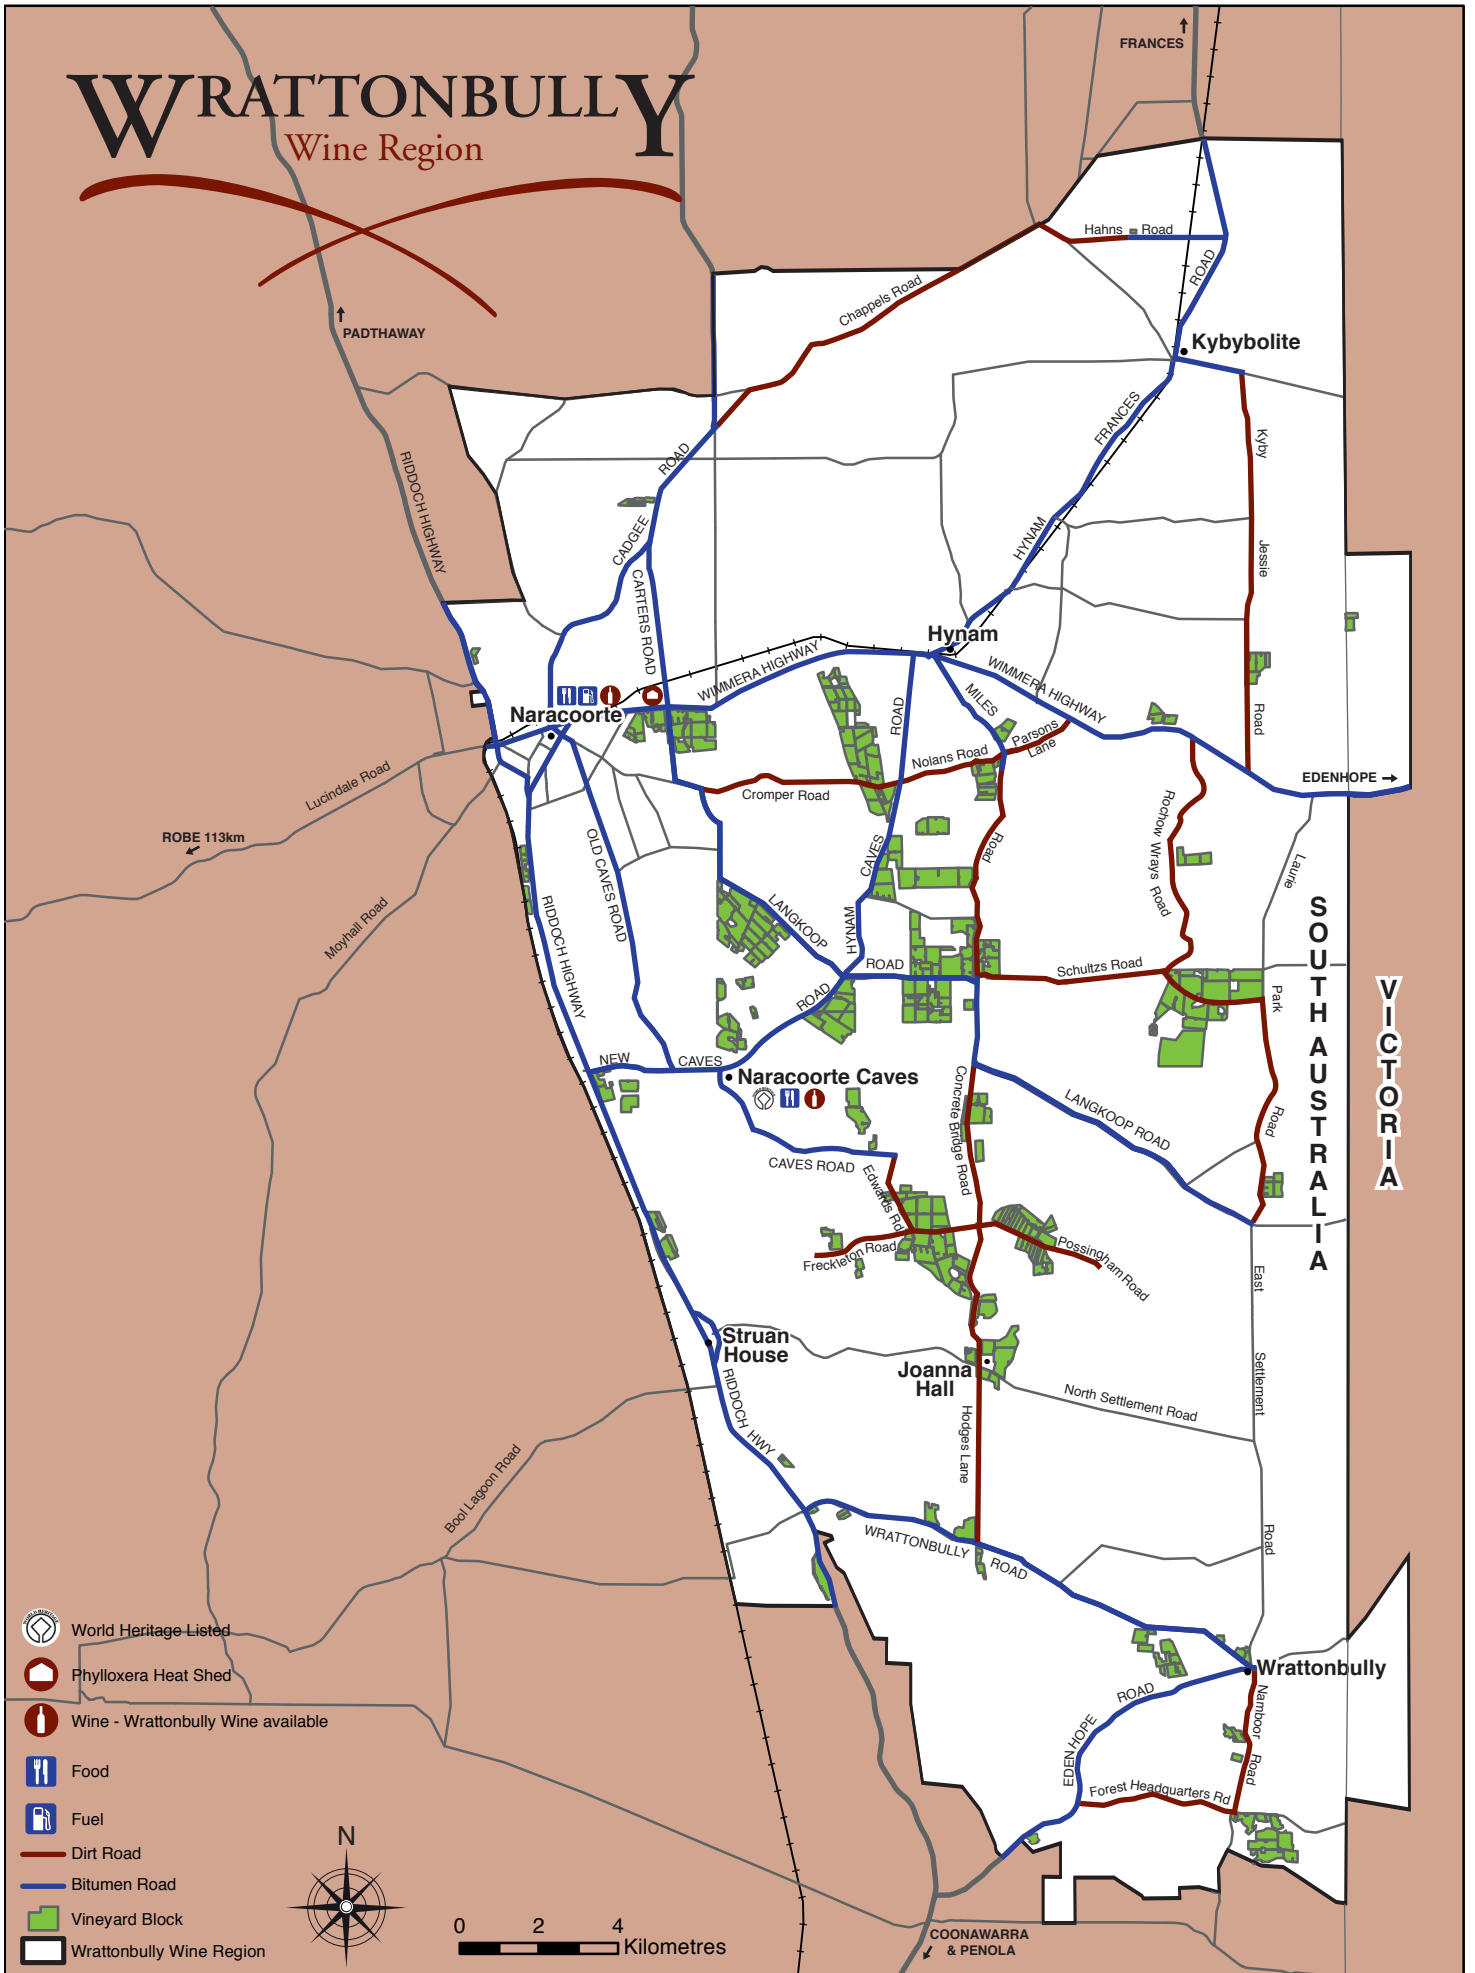 FRANCES
WRATTONBULLY
Wine Region
Hahns Road
ROAD
Chappels Road
PADTHAWAY
Kybybolite
FRANCES
Kyby
ROAD
RIDDOCH HIGHWAY
HYNAM
CADGEE
Jessie
CARTERS ROAD
Hynam
WIMMERA HIGHWAY
WIMMERA HIGHWAY
MILES
ROAD
Road
Naracoorte
Parsons
Lane
Nolans Road
EDENHOPE
Lucindale Road
Cromper Road
Rochow Wrays Road
ROBE 113km
OLD CAVES ROAD
CAVES
Road
Laurie
Moyhall Road
RIDDOCH HIGHWAY
LANGKOOP
HYNAM
ROAD
Schultzs Road
SOUTH AUSTRALIA
VICTORIA
ROAD
Park
NEW
CAVES
Naracoorte Caves
Concrete Bridge Road
LANGKOOP ROAD
Road
CAVES ROAD
Edwards Rd
Freckleton Road
Possingham Road
East
Struan
House
Joanna
Hall
Settlement
North Settlement Road
RIDDOCH HWY
Hodges Lane
Bool Lagoon Road
WRATTONBULLY
ROAD
Road
Wrattonbully
ROAD
Namboor
EDENHOPE
Road
Forest Headquarters Rd
World Heritage Listed
Phylloxera Heat Shed
Wine - Wrattonbully Wine available
Food
Fuel
Dirt Road
Bitumen Road
Vineyard Block
Wrattonbully Wine Region
N
0 2 4
Kilometres
COONAWARRA
& PENOLA